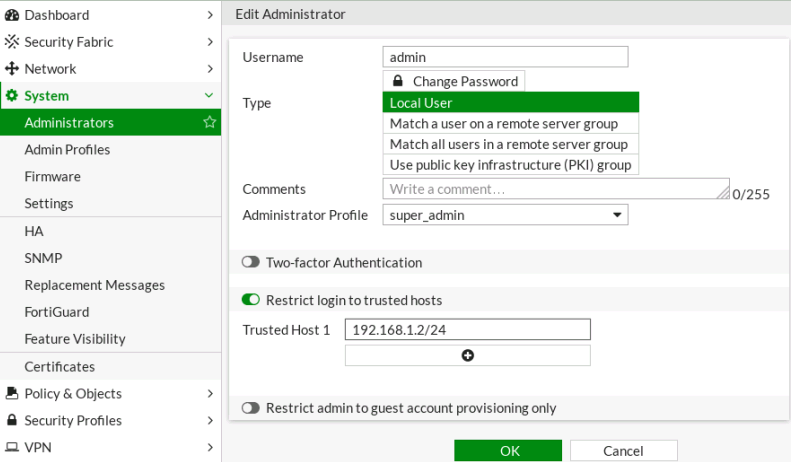 Dashboard
Security Fabric
Network
System
Administrators
Admin Profiles
Firmware
Settings
HA
SNMP
Replacement Messages
FortiGuard
Feature Visibility
Certificates
Policy & Objects
Security Profiles
VPN
Edit Administrator
Username admin
Change Password
Type Local User
Match a user on a remote server group
Match all users in a remote server group
Use public key infrastructure (PKI) group
Comments Write a comment... 0/255
Administrator Profile super_admin
Two-factor Authentication
Restrict login to trusted hosts
Trusted Host 1 192.168.1.2/24
Restrict admin to guest account provisioning only
OK Cancel